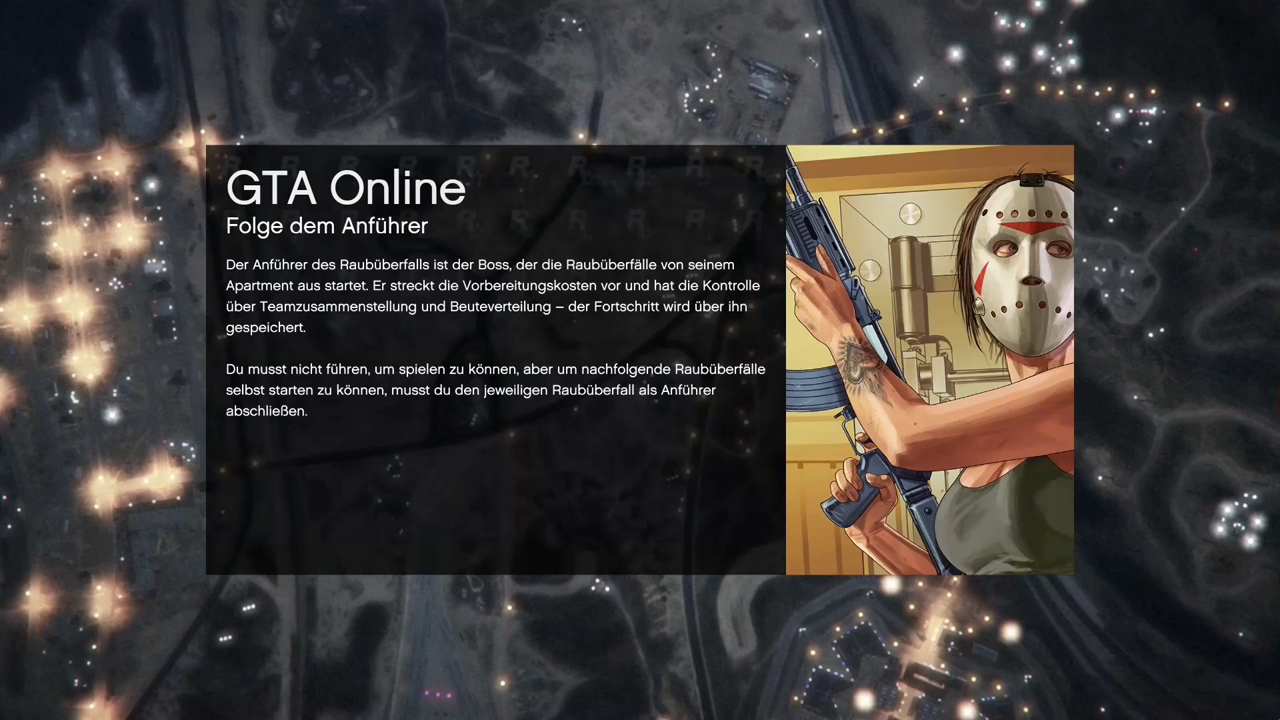 GTA Online
Folge dem Anführer
Der Anführer des Raubüberfalls ist der Boss, der die Raubüberfälle von seinem
Apartment aus startet. Er streckt die Vorbereitungskosten vor und hat die Kontrolle
über Teamzusammenstellung und Beuteverteilung – der Fortschritt wird über ihn
gespeichert.
Du musst nicht führen, um spielen zu können, aber um nachfolgende Raubüberfälle
selbst starten zu können, musst du den jeweiligen Raubüberfall als Anführer
abschließen.